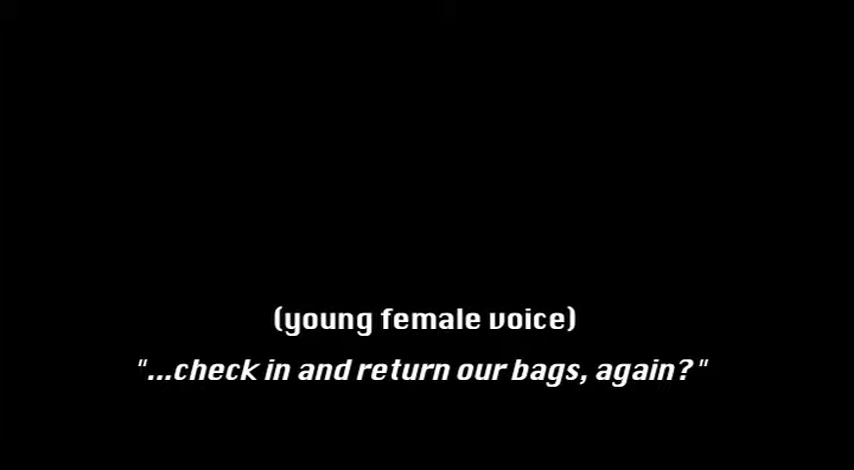 (young female voice)
"...check in and return our bags, again?"